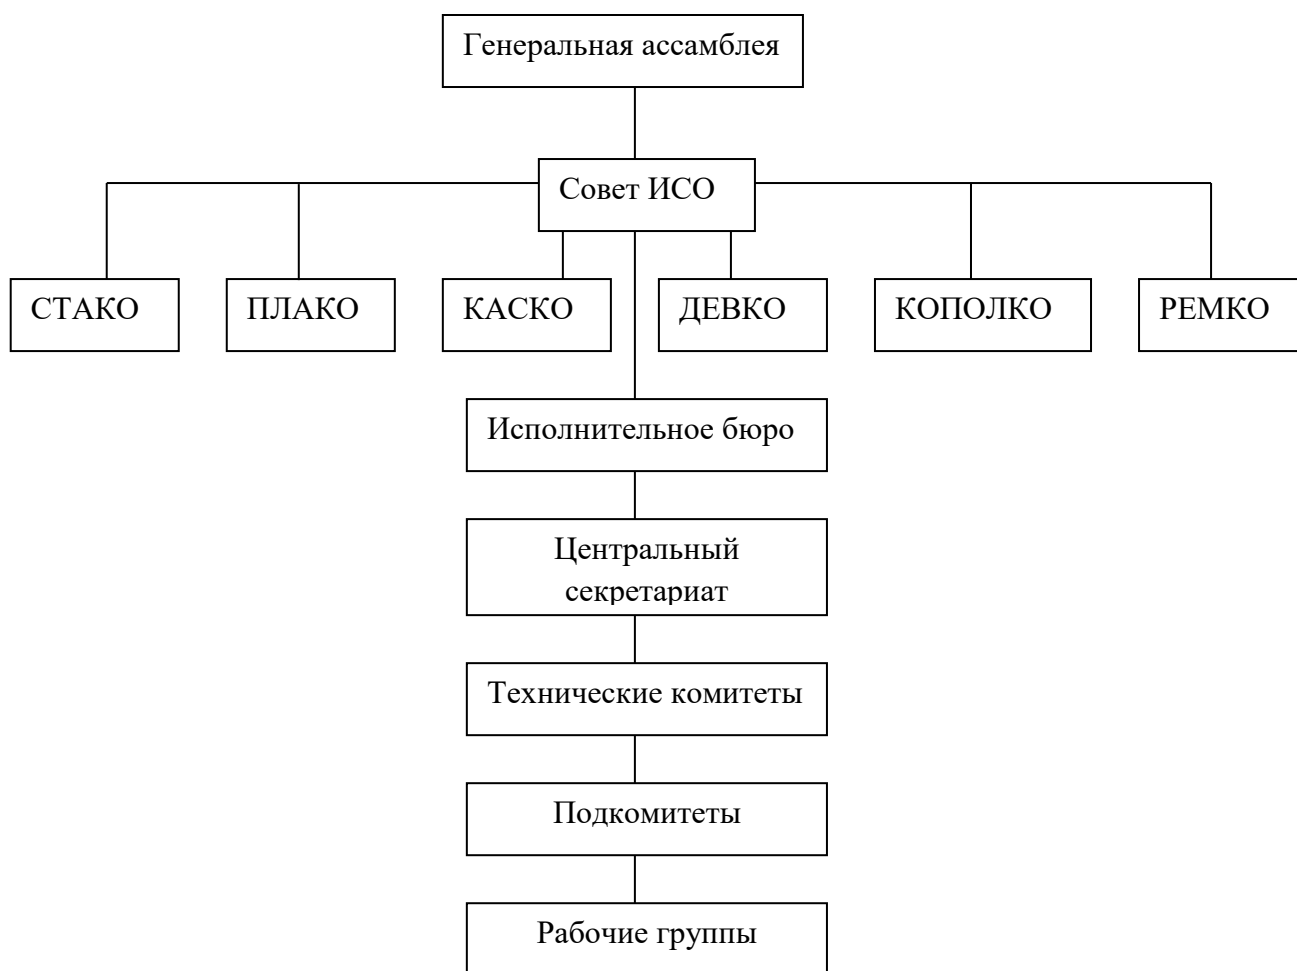 Генеральная ассамблея
Совет ИСО
СТАКО
ПЛАКО
КАСКО
ДЕВКО
КОПОЛКО
РЕМКО
Исполнительное бюро
Центральный
секретариат
Технические комитеты
Подкомитеты
Рабочие группы